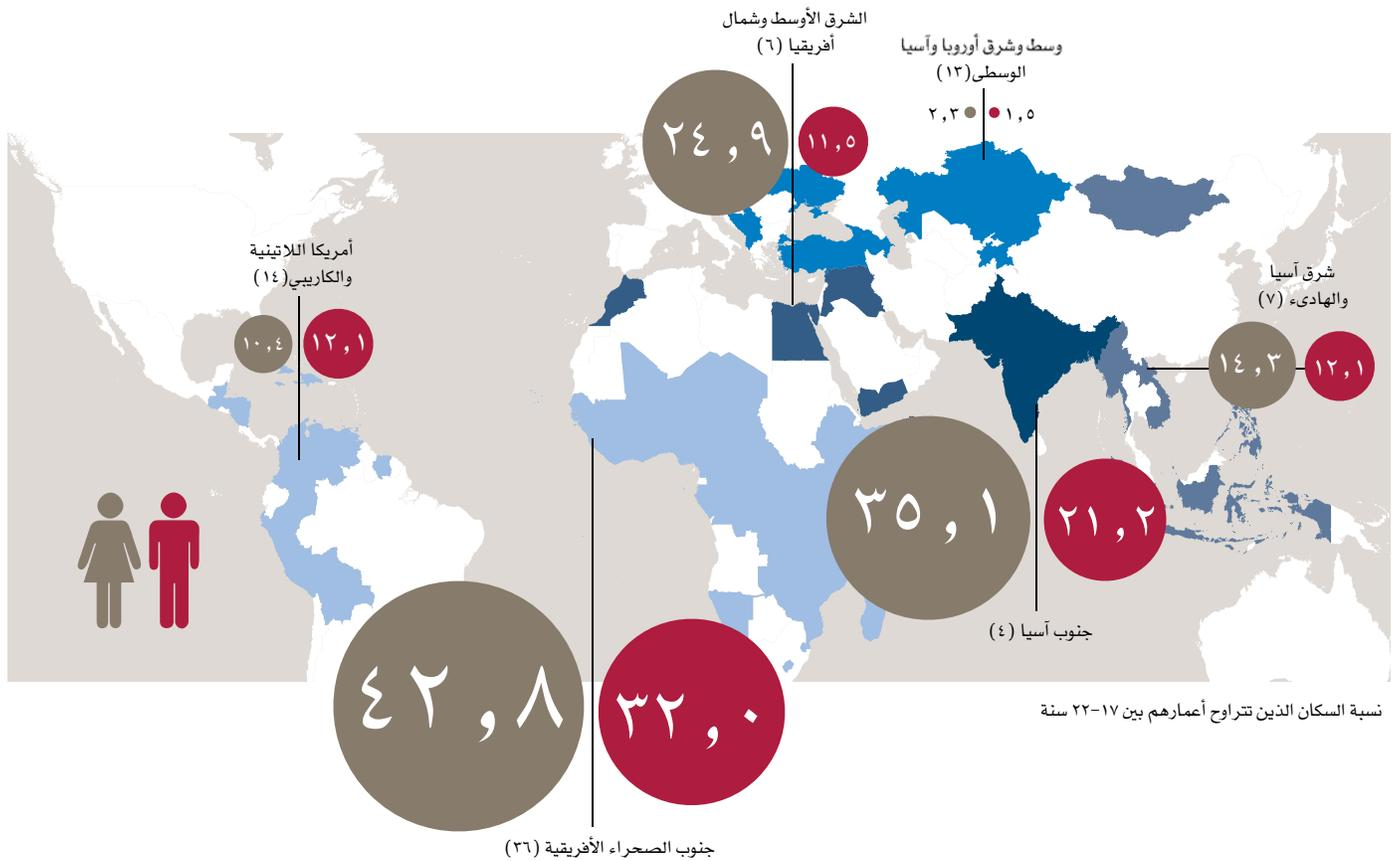 الشرق الأوسط وشمال
أفريقيا (٦)
٢٤,٩
١١,٥
وسط وشرق أوروبا وآسيا
الوسطى(١٣)
١,٥
٢,٣
أمريكا اللاتينية
والكاريبي(١٤)
١٠,٤
١٢,١
شرق آسيا
والهادىء (٧)
١٤,٣
١٢,١
٣٥,١
٢١,٢
جنوب آسيا (٤)
٤٢,٨
٣٢,٠
جنوب الصحراء الأفريقية (٣٦)
نسبة السكان الذين تتراوح أعمارهم بين ١٧-٢٢ سنة